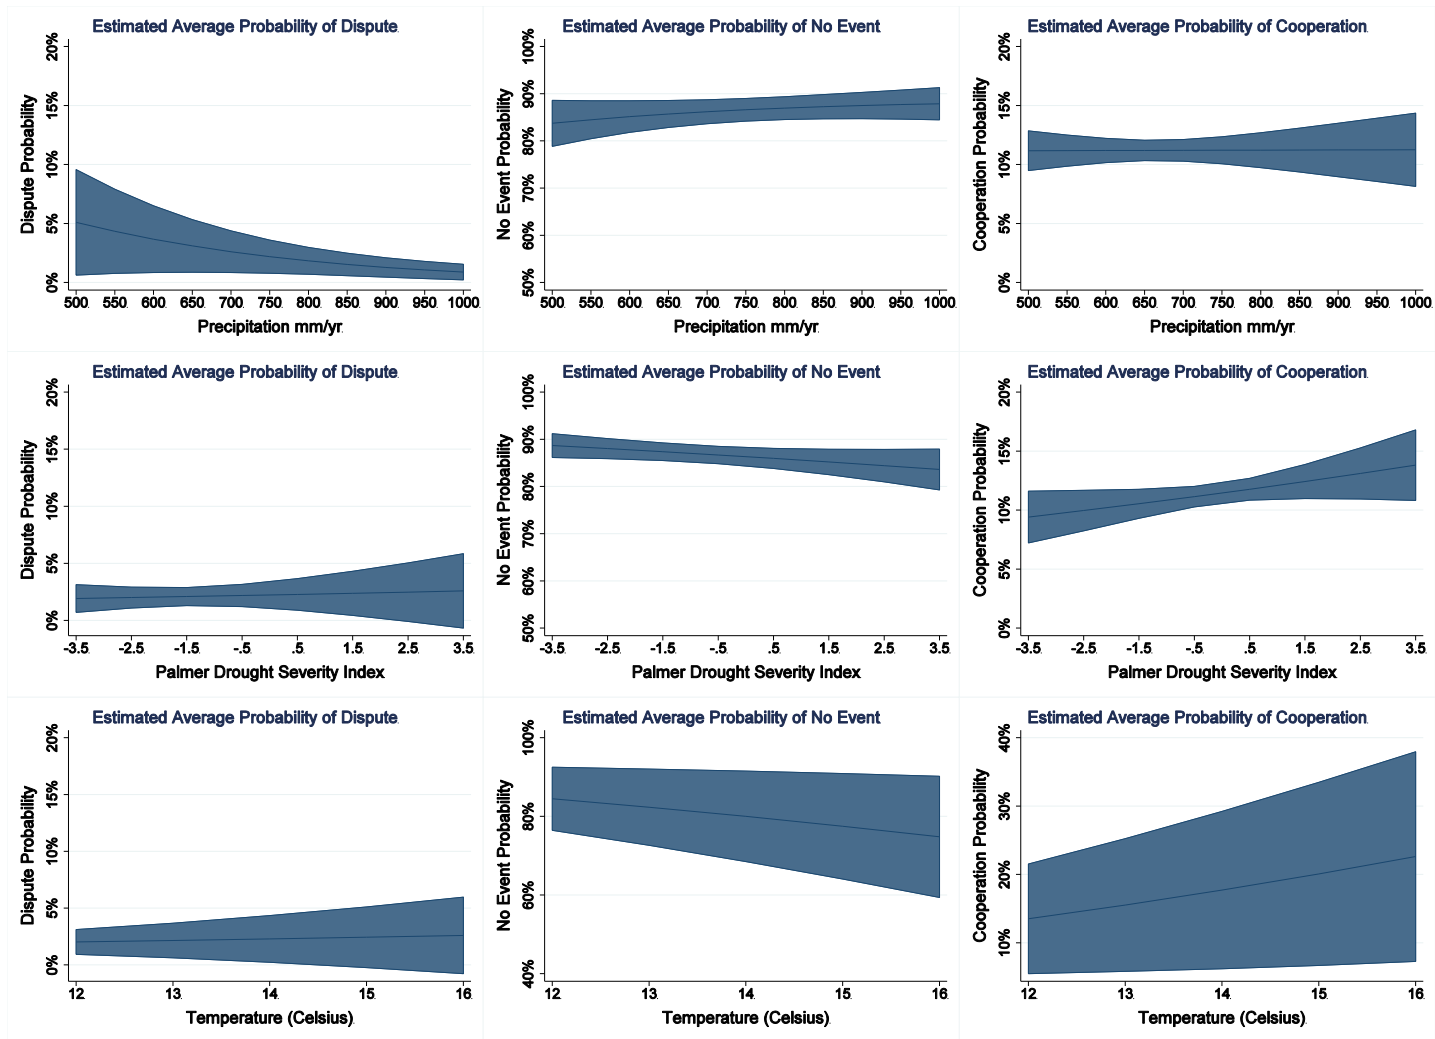 Estimated Average Probability of Dispute
Dispute Probability
20%
15%
10%
5%
0%
500 550 600 650 700 750 800 850 900 950 1000
Precipitation mm/yr
Estimated Average Probability of No Event
No Event Probability
100%
90%
80%
70%
60%
50%
500 550 600 650 700 750 800 850 900 950 1000
Precipitation mm/yr
Estimated Average Probability of Cooperation
Cooperation Probability
20%
15%
10%
5%
0%
500 550 600 650 700 750 800 850 900 950 1000
Precipitation mm/yr
Estimated Average Probability of Dispute
Dispute Probability
20%
15%
10%
5%
0%
-3.5 -2.5 -1.5 -.5 .5 1.5 2.5 3.5
Palmer Drought Severity Index
Estimated Average Probability of No Event
No Event Probability
100%
90%
80%
70%
60%
50%
-3.5 -2.5 -1.5 -.5 .5 1.5 2.5 3.5
Palmer Drought Severity Index
Estimated Average Probability of Cooperation
Cooperation Probability
20%
15%
10%
5%
0%
-3.5 -2.5 -1.5 -.5 .5 1.5 2.5 3.5
Palmer Drought Severity Index
Estimated Average Probability of Dispute
Dispute Probability
20%
15%
10%
5%
0%
12 13 14 15 16
Temperature (Celsius)
Estimated Average Probability of No Event
No Event Probability
100%
80%
60%
40%
12 13 14 15 16
Temperature (Celsius)
Estimated Average Probability of Cooperation
Cooperation Probability
40%
30%
20%
10%
12 13 14 15 16
Temperature (Celsius)